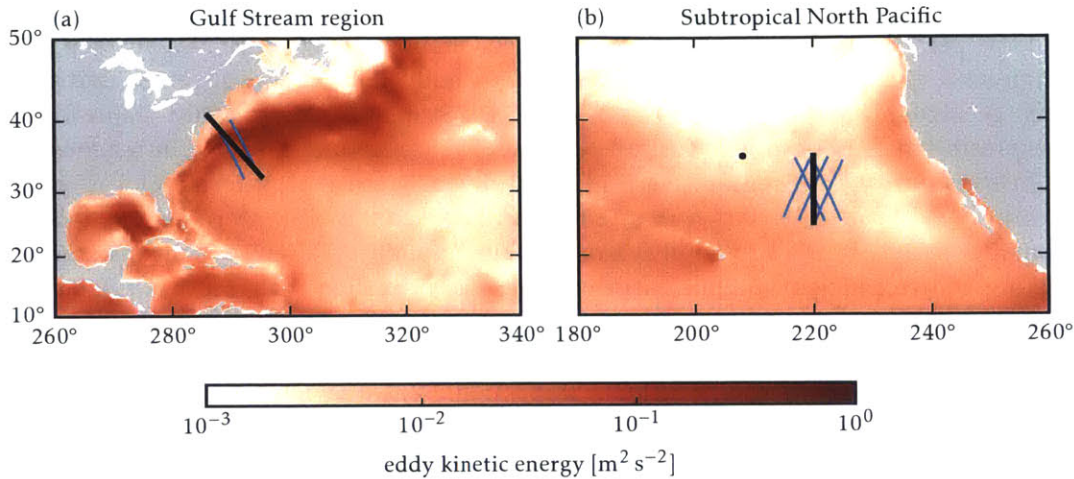 (a) Gulf Stream region
(b) Subtropical North Pacific
50°
40°
30°
20°
10°
260° 280° 300° 320° 340°
180° 200° 220° 240° 260°
10⁻³ 10⁻² 10⁻¹ 10⁰
eddy kinetic energy [m² s⁻²]